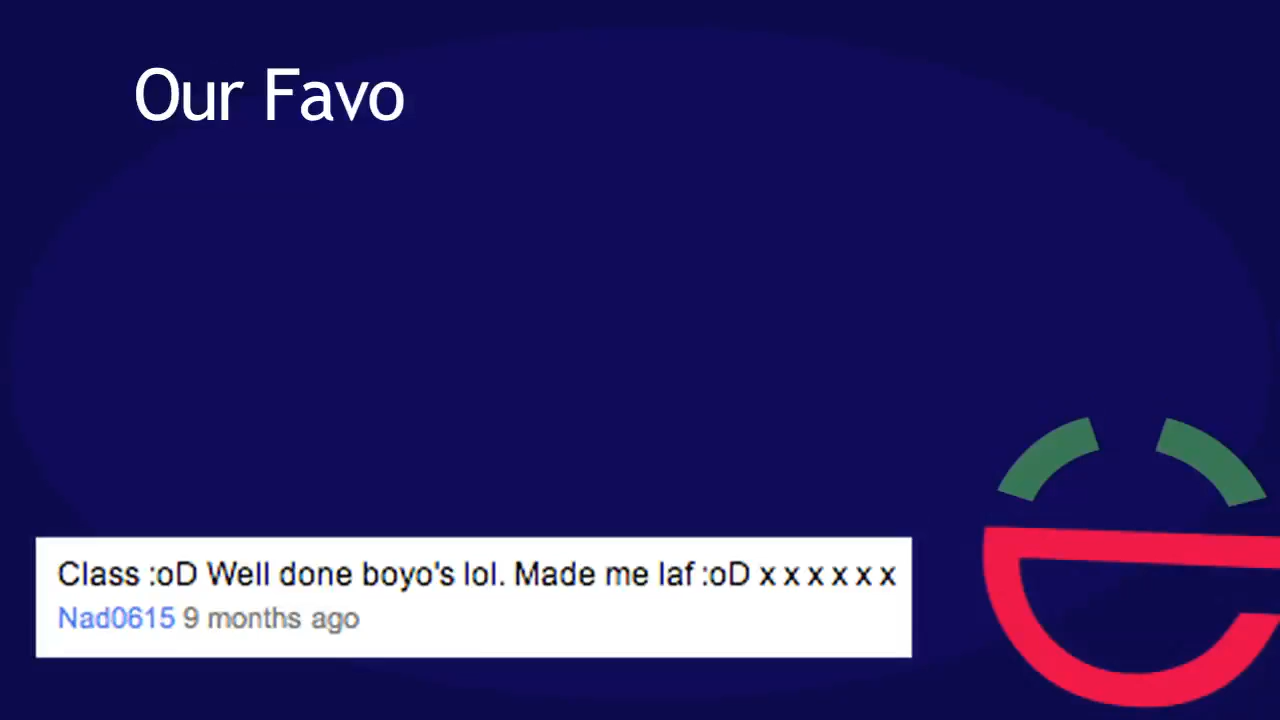 Our Favo
Class :oD Well done boyo's lol. Made me laf :oD x x x x x x
Nad0615 9 months ago